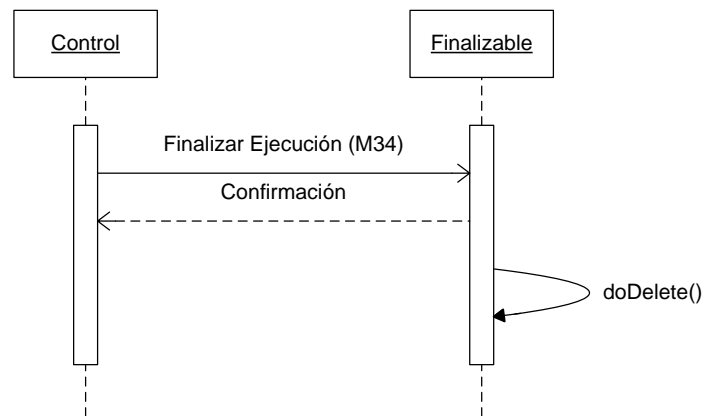 Control
Finalizable
Finalizar Ejecución (M34)
Confirmación
doDelete()